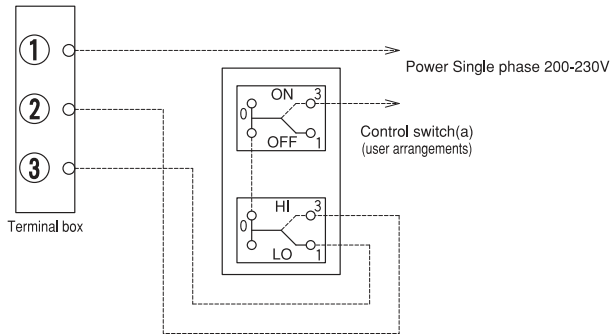 1
2
3
Terminal box
Power Single phase 200-230V
ON
3
0
OFF
1
Control switch(a)
(user arrangements)
HI
3
0
LO
1